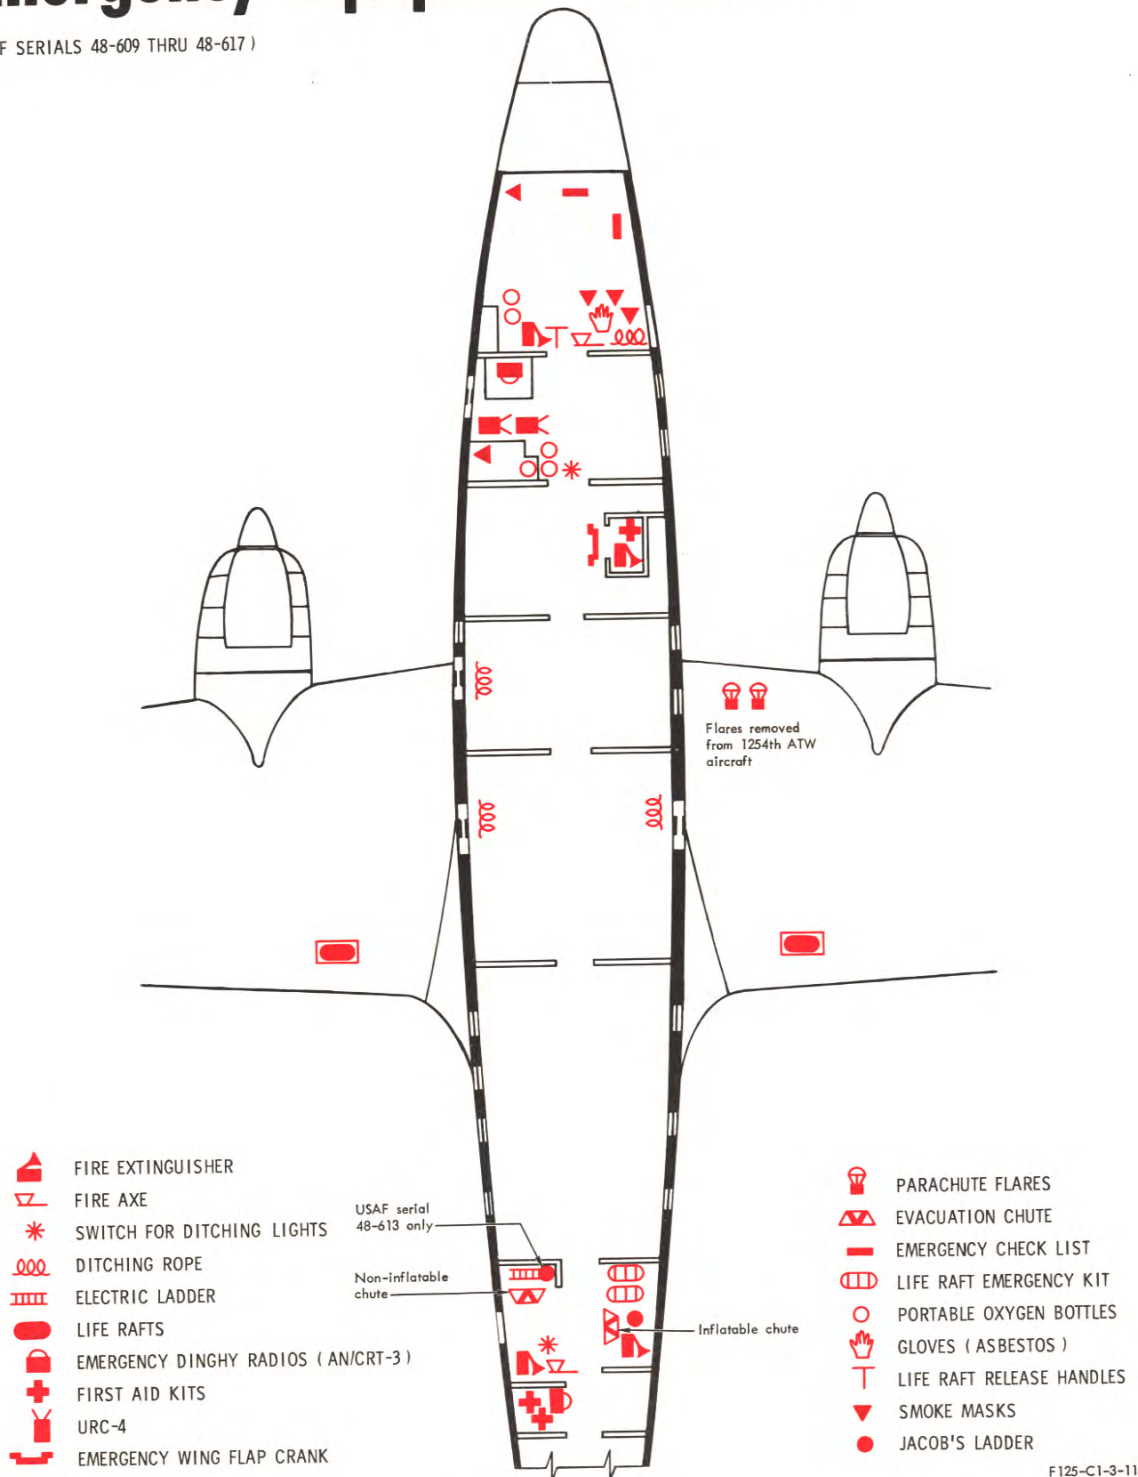 F SERIALS 48-609 THRU 48-617 )
Flares removed
from 1254th ATW
aircraft
USAF serial
48-613 only
Non-inflatable
chute
Inflatable chute
FIRE EXTINGUISHER
FIRE AXE
SWITCH FOR DITCHING LIGHTS
DITCHING ROPE
ELECTRIC LADDER
LIFE RAFTS
EMERGENCY DINGHY RADIOS ( AN/CRT-3 )
FIRST AID KITS
URC-4
EMERGENCY WING FLAP CRANK
PARACHUTE FLARES
EVACUATION CHUTE
EMERGENCY CHECK LIST
LIFE RAFT EMERGENCY KIT
PORTABLE OXYGEN BOTTLES
GLOVES ( ASBESTOS )
LIFE RAFT RELEASE HANDLES
SMOKE MASKS
JACOB'S LADDER
F125-C1-3-11